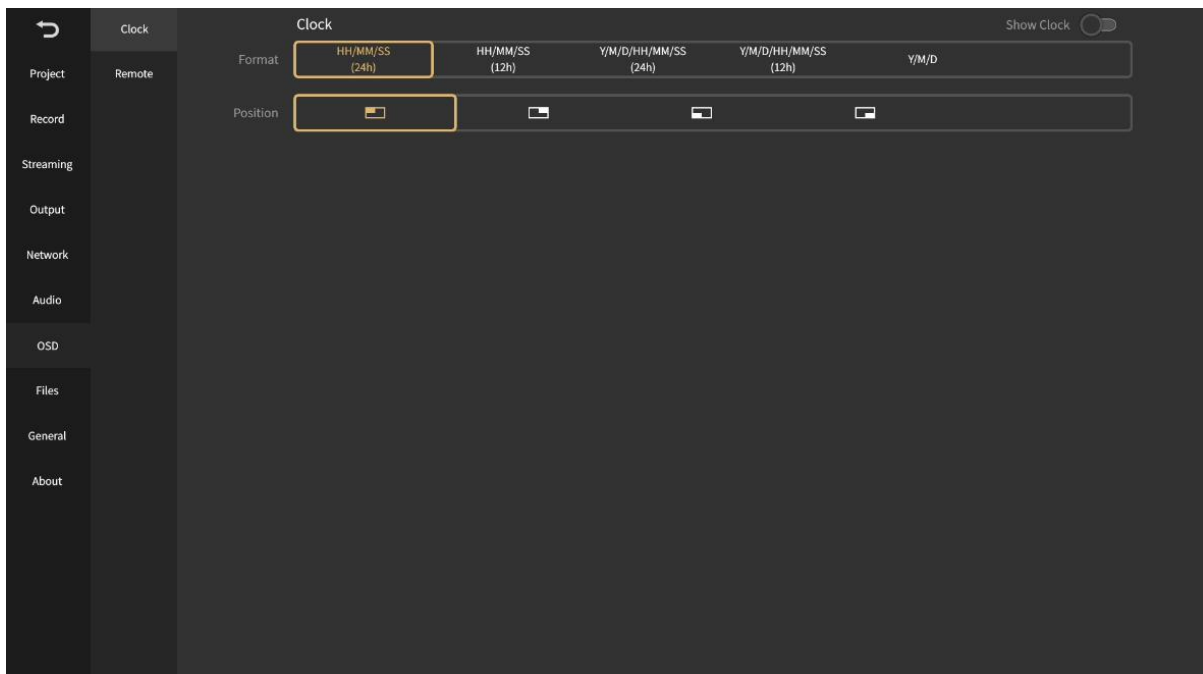 Clock
Show Clock
Clock
Project
Remote
Record
Streaming
Output
Network
Audio
OSD
Files
General
About
Format
HH/MM/SS
(24h)
HH/MM/SS
(12h)
Y/M/D/HH/MM/SS
(24h)
Y/M/D/HH/MM/SS
(12h)
Y/M/D
Position